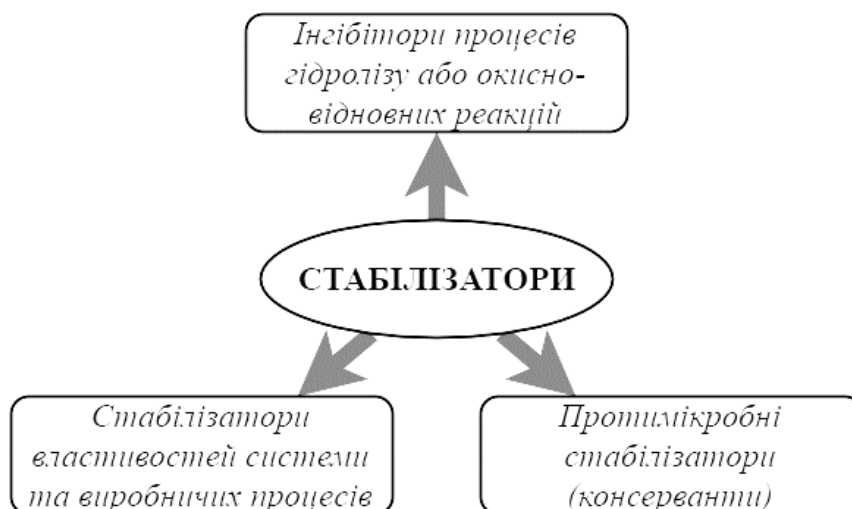 Інгібітори процесів
гідролізу або окисно-
відновних реакцій
СТАБІЛІЗАТОРИ
Стабілізатори
властивостей системи
та виробничих процесів
Протимікробні
стабілізатори
(консерванти)